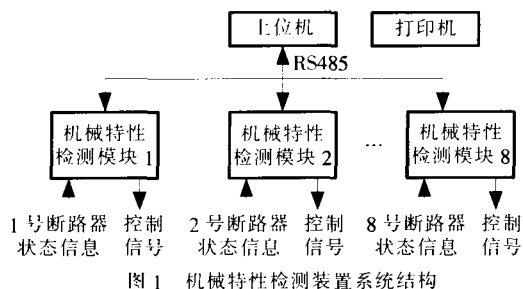 上位机 打印机
RS485
机械特性 机械特性 机械特性
检测模块 1 检测模块 2 … 检测模块 8
1 号断路器 控制 2 号断路器 控制 8 号断路器 控制
状态信息 信号 状态信息 信号 状态信息 信号
图 1 机械特性检测装置系统结构